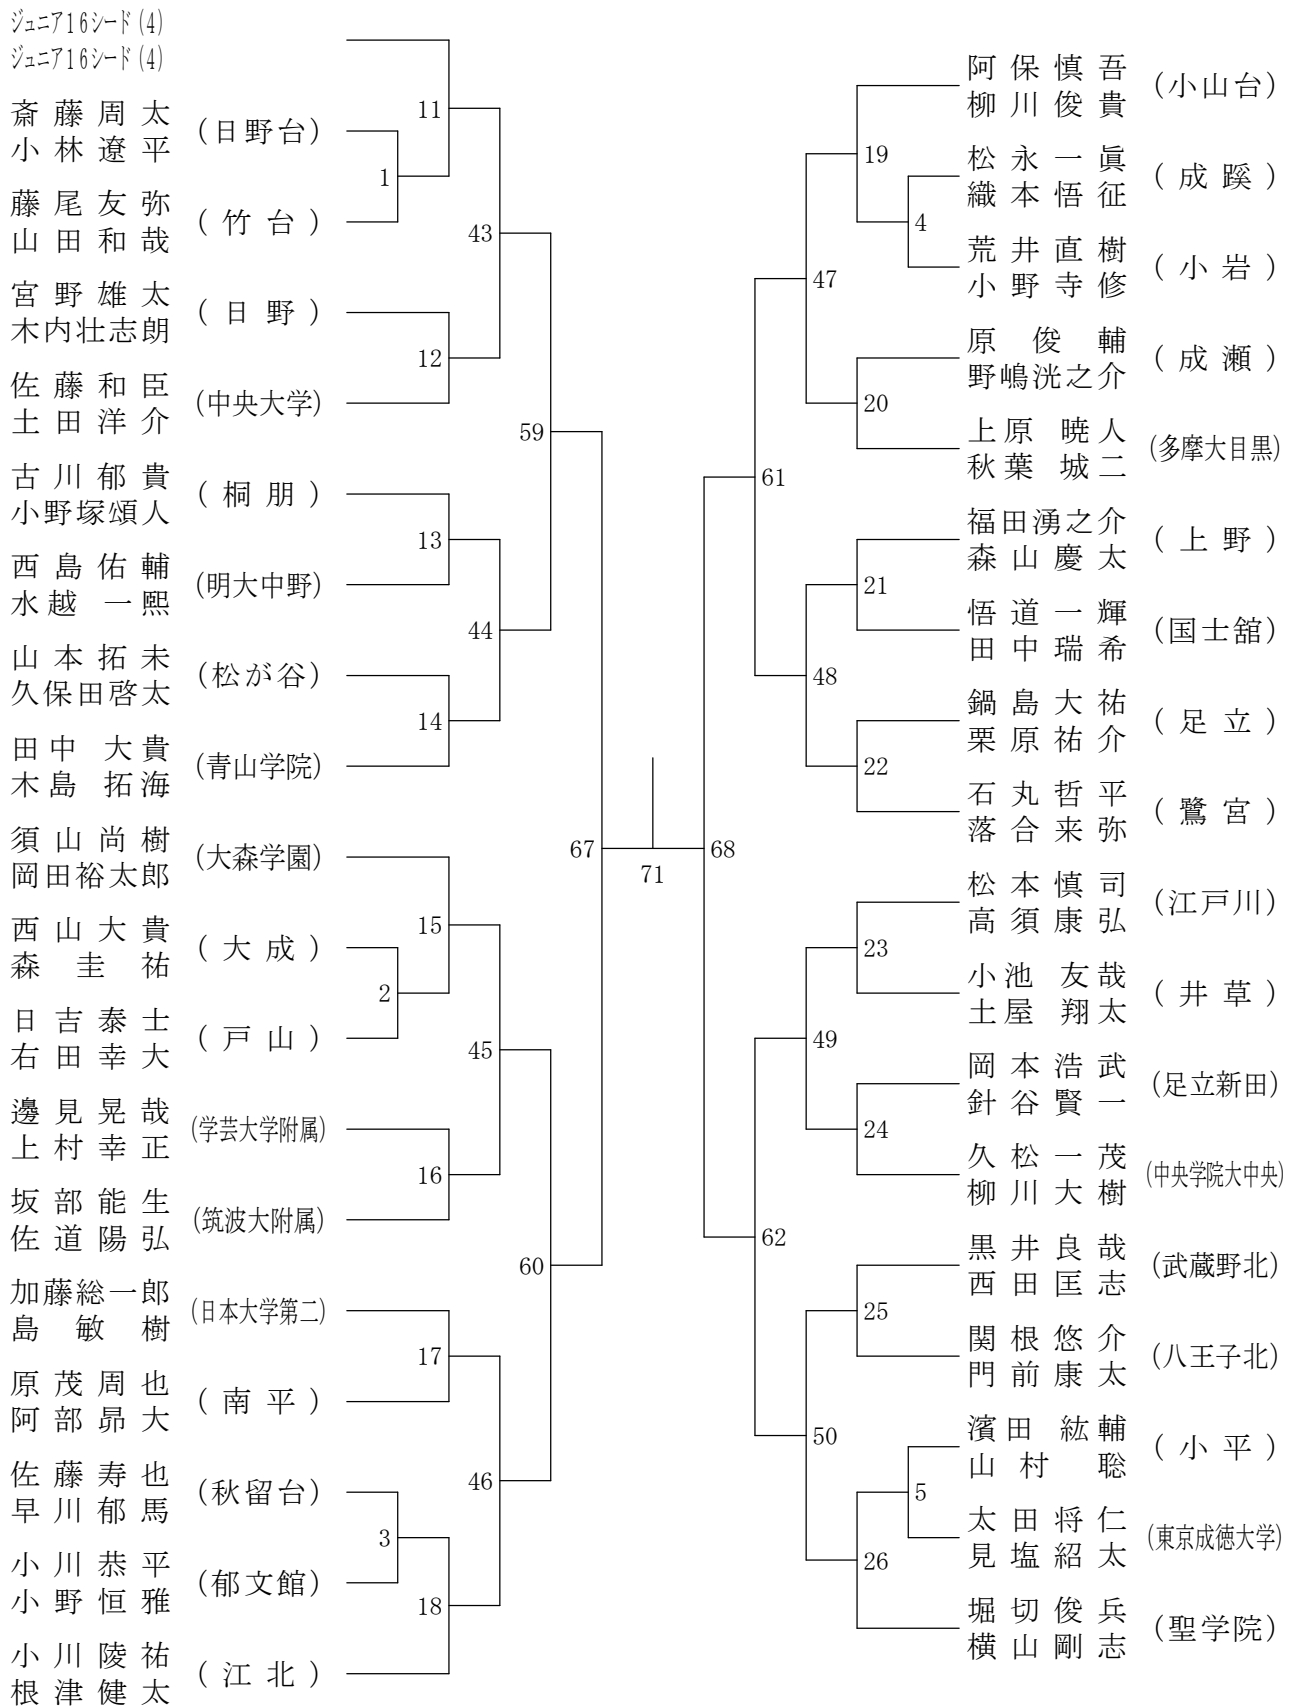 ジュニア16シード (4)
ジュニア16シード (4)
斎藤周太
小林遼平
(日野台)
藤尾友弥
山田和哉
(竹台)
宮野雄太
木内壮志朗
(日野)
佐藤和臣
土田洋介
(中央大学)
古川郁貴
小野塚頌人
(桐朋)
西島佑輔
水越一熙
(明大中野)
山本拓未
久保田啓太
(松が谷)
田中大貴
木島拓海
(青山学院)
須山尚樹
岡田裕太郎
(大森学園)
西山大貴
森圭祐
(大成)
日吉泰士
右田幸大
(戸山)
邊見晃哉
上村幸正
(学芸大学附属)
坂部能生
佐道陽弘
(筑波大附属)
加藤総一郎
島敏樹
(日本大学第二)
原茂周也
阿部昴大
(南平)
佐藤寿也
早川郁馬
(秋留台)
小川恭平
小野恒雅
(郁文館)
小川陵祐
根津健太
(江北)
11
1
43
12
59
13
44
14
67
15
2
45
16
60
17
46
3
18
71
68
19
4
47
20
61
21
48
22
23
49
24
62
25
50
5
26
阿保慎吾
柳川俊貴
(小山台)
松永一眞
織本悟征
(成蹊)
荒井直樹
小野寺修
(小岩)
原俊輔
野嶋洸之介
(成瀬)
上原暁人
秋葉城二
(多摩大目黒)
福田湧之介
森山慶太
(上野)
悟道一輝
田中瑞希
(国士舘)
鍋島大祐
栗原祐介
(足立)
石丸哲平
落合来弥
(鷺宮)
松本慎司
高須康弘
(江戸川)
小池友哉
土屋翔太
(井草)
岡本浩武
針谷賢一
(足立新田)
久松一茂
柳川大樹
(中央学院大中央)
黒井良哉
西田匡志
(武蔵野北)
関根悠介
門前康太
(八王子北)
濱田紘輔
山村聡
(小平)
太田将仁
見塩紹太
(東京成徳大学)
堀切俊兵
横山剛志
(聖学院)